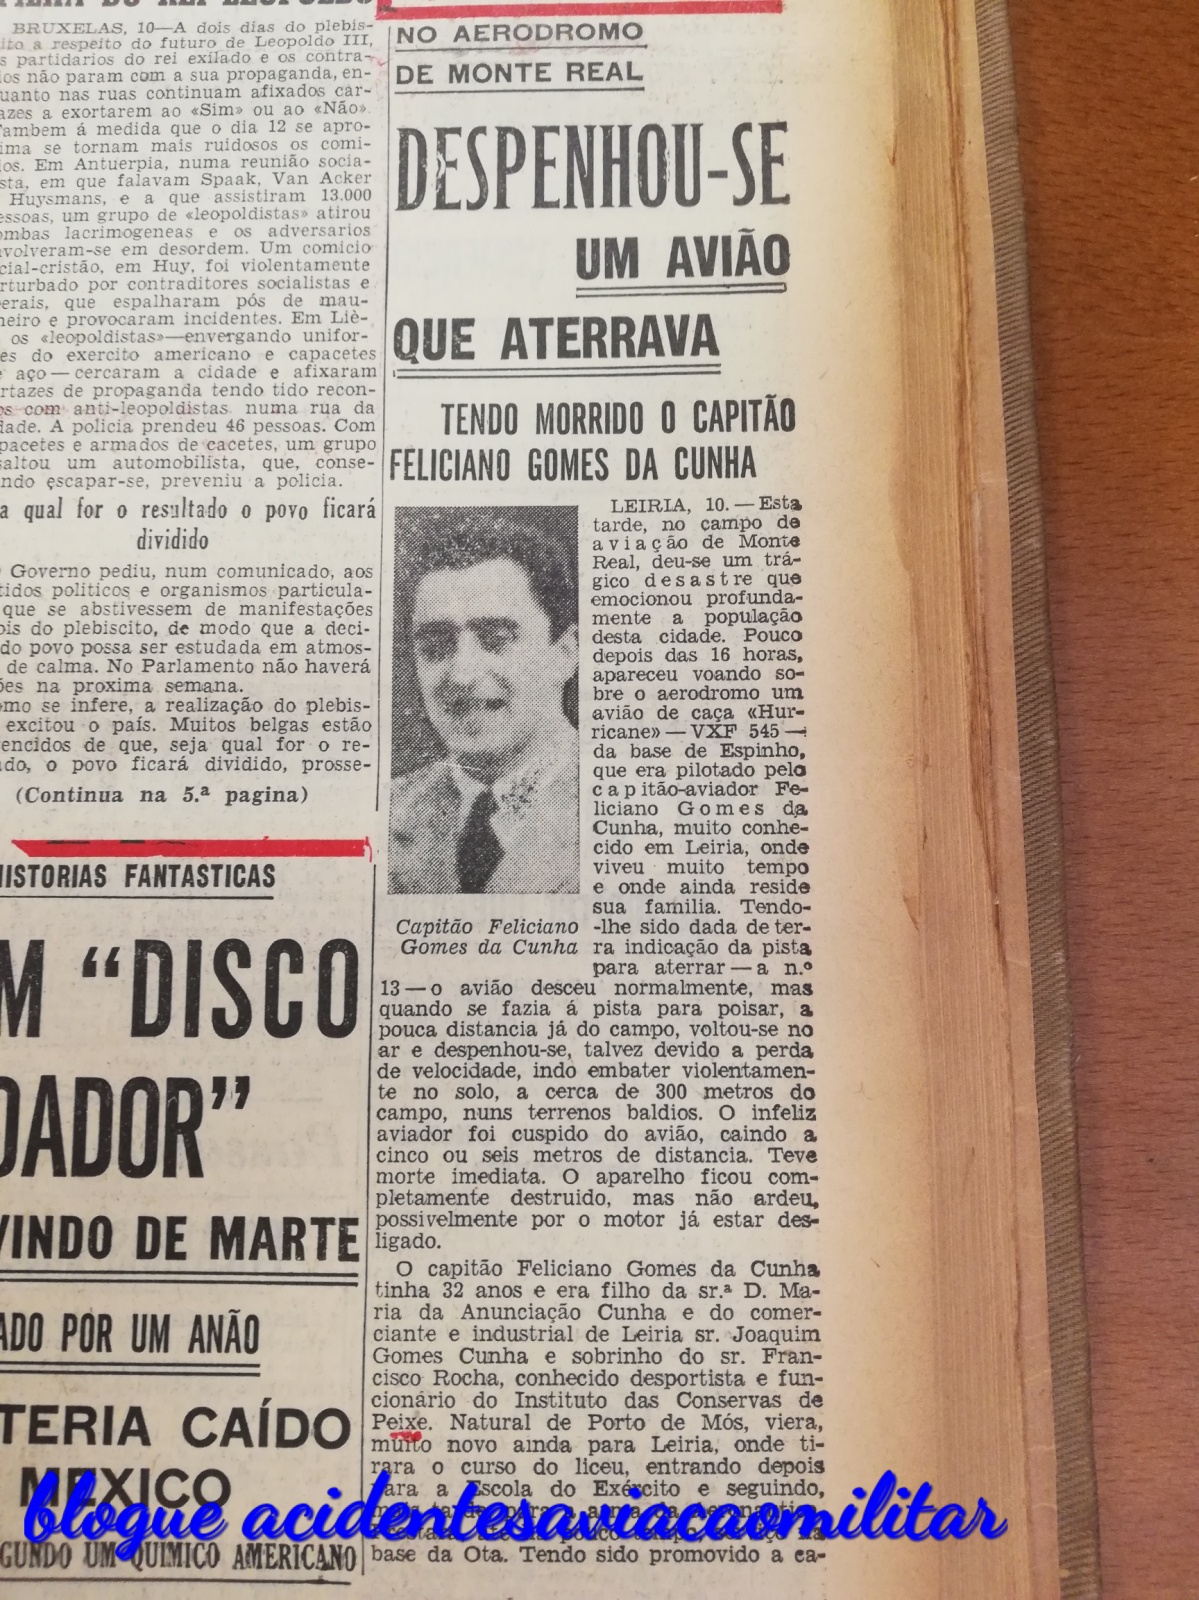 BRUXELAS, 10—A dois dias do plebis-
a respeito do futuro de Leopoldo III,
partidarios do rei exilado e os contra-
não param com a sua propaganda, en-
quanto nas ruas continuam afixados car-
tazes a exortarem ao «Sim» ou ao «Não».
Tambem á medida que o dia 12 se apro-
xima se tornam mais ruidosos os comi-
Em Antuerpia, numa reunião socia-
em que falavam Spaak, Van Acker
Huysmans, e a que assistiram 13.000
pessoas, um grupo de «leopoldistas» atirou
bombas lacrimogeneas e os adversarios
envolveram-se em desordem. Um comicio
social-cristão, em Huy, foi violentamente
perturbado por contraditores socialistas e
que espalharam pós de mau-
cheiro e provocaram incidentes. Em Liè-
os «leopoldistas»—envergando unifor-
do exercito americano e capacetes
aço—cercaram a cidade e afixaram
cartazes de propaganda tendo tido recon-
com anti-leopoldistas numa rua da
cidade. A policia prendeu 46 pessoas. Com
capacetes e armados de cacetes, um grupo
assaltou um automobilista, que, conse-
escapar-se, preveniu a policia.
a qual for o resultado o povo ficará
dividido
Governo pediu, num comunicado, aos
partidos politicos e organismos particula-
que se abstivessem de manifestações
depois do plebiscito, de modo que a deci-
do povo possa ser estudada em atmos-
de calma. No Parlamento não haverá
na proxima semana.
Como se infere, a realização do plebis-
excitou o país. Muitos belgas estão
convencidos de que, seja qual for o re-
o povo ficará dividido, prosse-
(Continua na 5.ª pagina)
HISTORIAS FANTASTICAS
M “DISCO
OADOR”
VINDO DE MARTE
ADO POR UM ANÃO
TERIA CAÍDO
MEXICO
GUNDO UM QUIMICO AMERICANO
NO AERODROMO
DE MONTE REAL
DESPENHOU-SE
UM AVIÃO
QUE ATERRAVA
TENDO MORRIDO O CAPITÃO
FELICIANO GOMES DA CUNHA
Capitão Feliciano
Gomes da Cunha
LEIRIA, 10.—Esta
tarde, no campo de
aviação de Monte
Real, deu-se um trá-
gico desastre que
emocionou profunda-
mente a população
desta cidade. Pouco
depois das 16 horas,
apareceu voando so-
bre o aerodromo um
avião de caça «Hur-
ricane»—VXF 545—
da base de Espinho,
que era pilotado pelo
capitão-aviador Fe-
liciano Gomes da
Cunha, muito conhe-
cido em Leiria, onde
viveu muito tempo
e onde ainda reside
sua familia. Tendo-
-lhe sido dada de ter-
ra indicação da pista
para aterrar—a n.º
13—o avião desceu normalmente, mas
quando se fazia á pista para poisar, a
pouca distancia já do campo, voltou-se no
ar e despenhou-se, talvez devido a perda
de velocidade, indo embater violentamen-
te no solo, a cerca de 300 metros do
campo, nuns terrenos baldios. O infeliz
aviador foi cuspido do avião, caindo a
cinco ou seis metros de distancia. Teve
morte imediata. O aparelho ficou com-
pletamente destruido, mas não ardeu,
possivelmente por o motor já estar des-
ligado.
O capitão Feliciano Gomes da Cunha
tinha 32 anos e era filho da sr.ª D. Ma-
ria da Anunciação Cunha e do comer-
ciante e industrial de Leiria sr. Joaquim
Gomes Cunha e sobrinho do sr. Fran-
cisco Rocha, conhecido desportista e fun-
cionário do Instituto das Conservas de
Peixe. Natural de Porto de Mós, viera,
muito novo ainda para Leiria, onde ti-
rara o curso do liceu, entrando depois
para a Escola do Exército e seguindo,
base da Ota. Tendo sido promovido a ca-
blogue acidentesaviacaomilitar